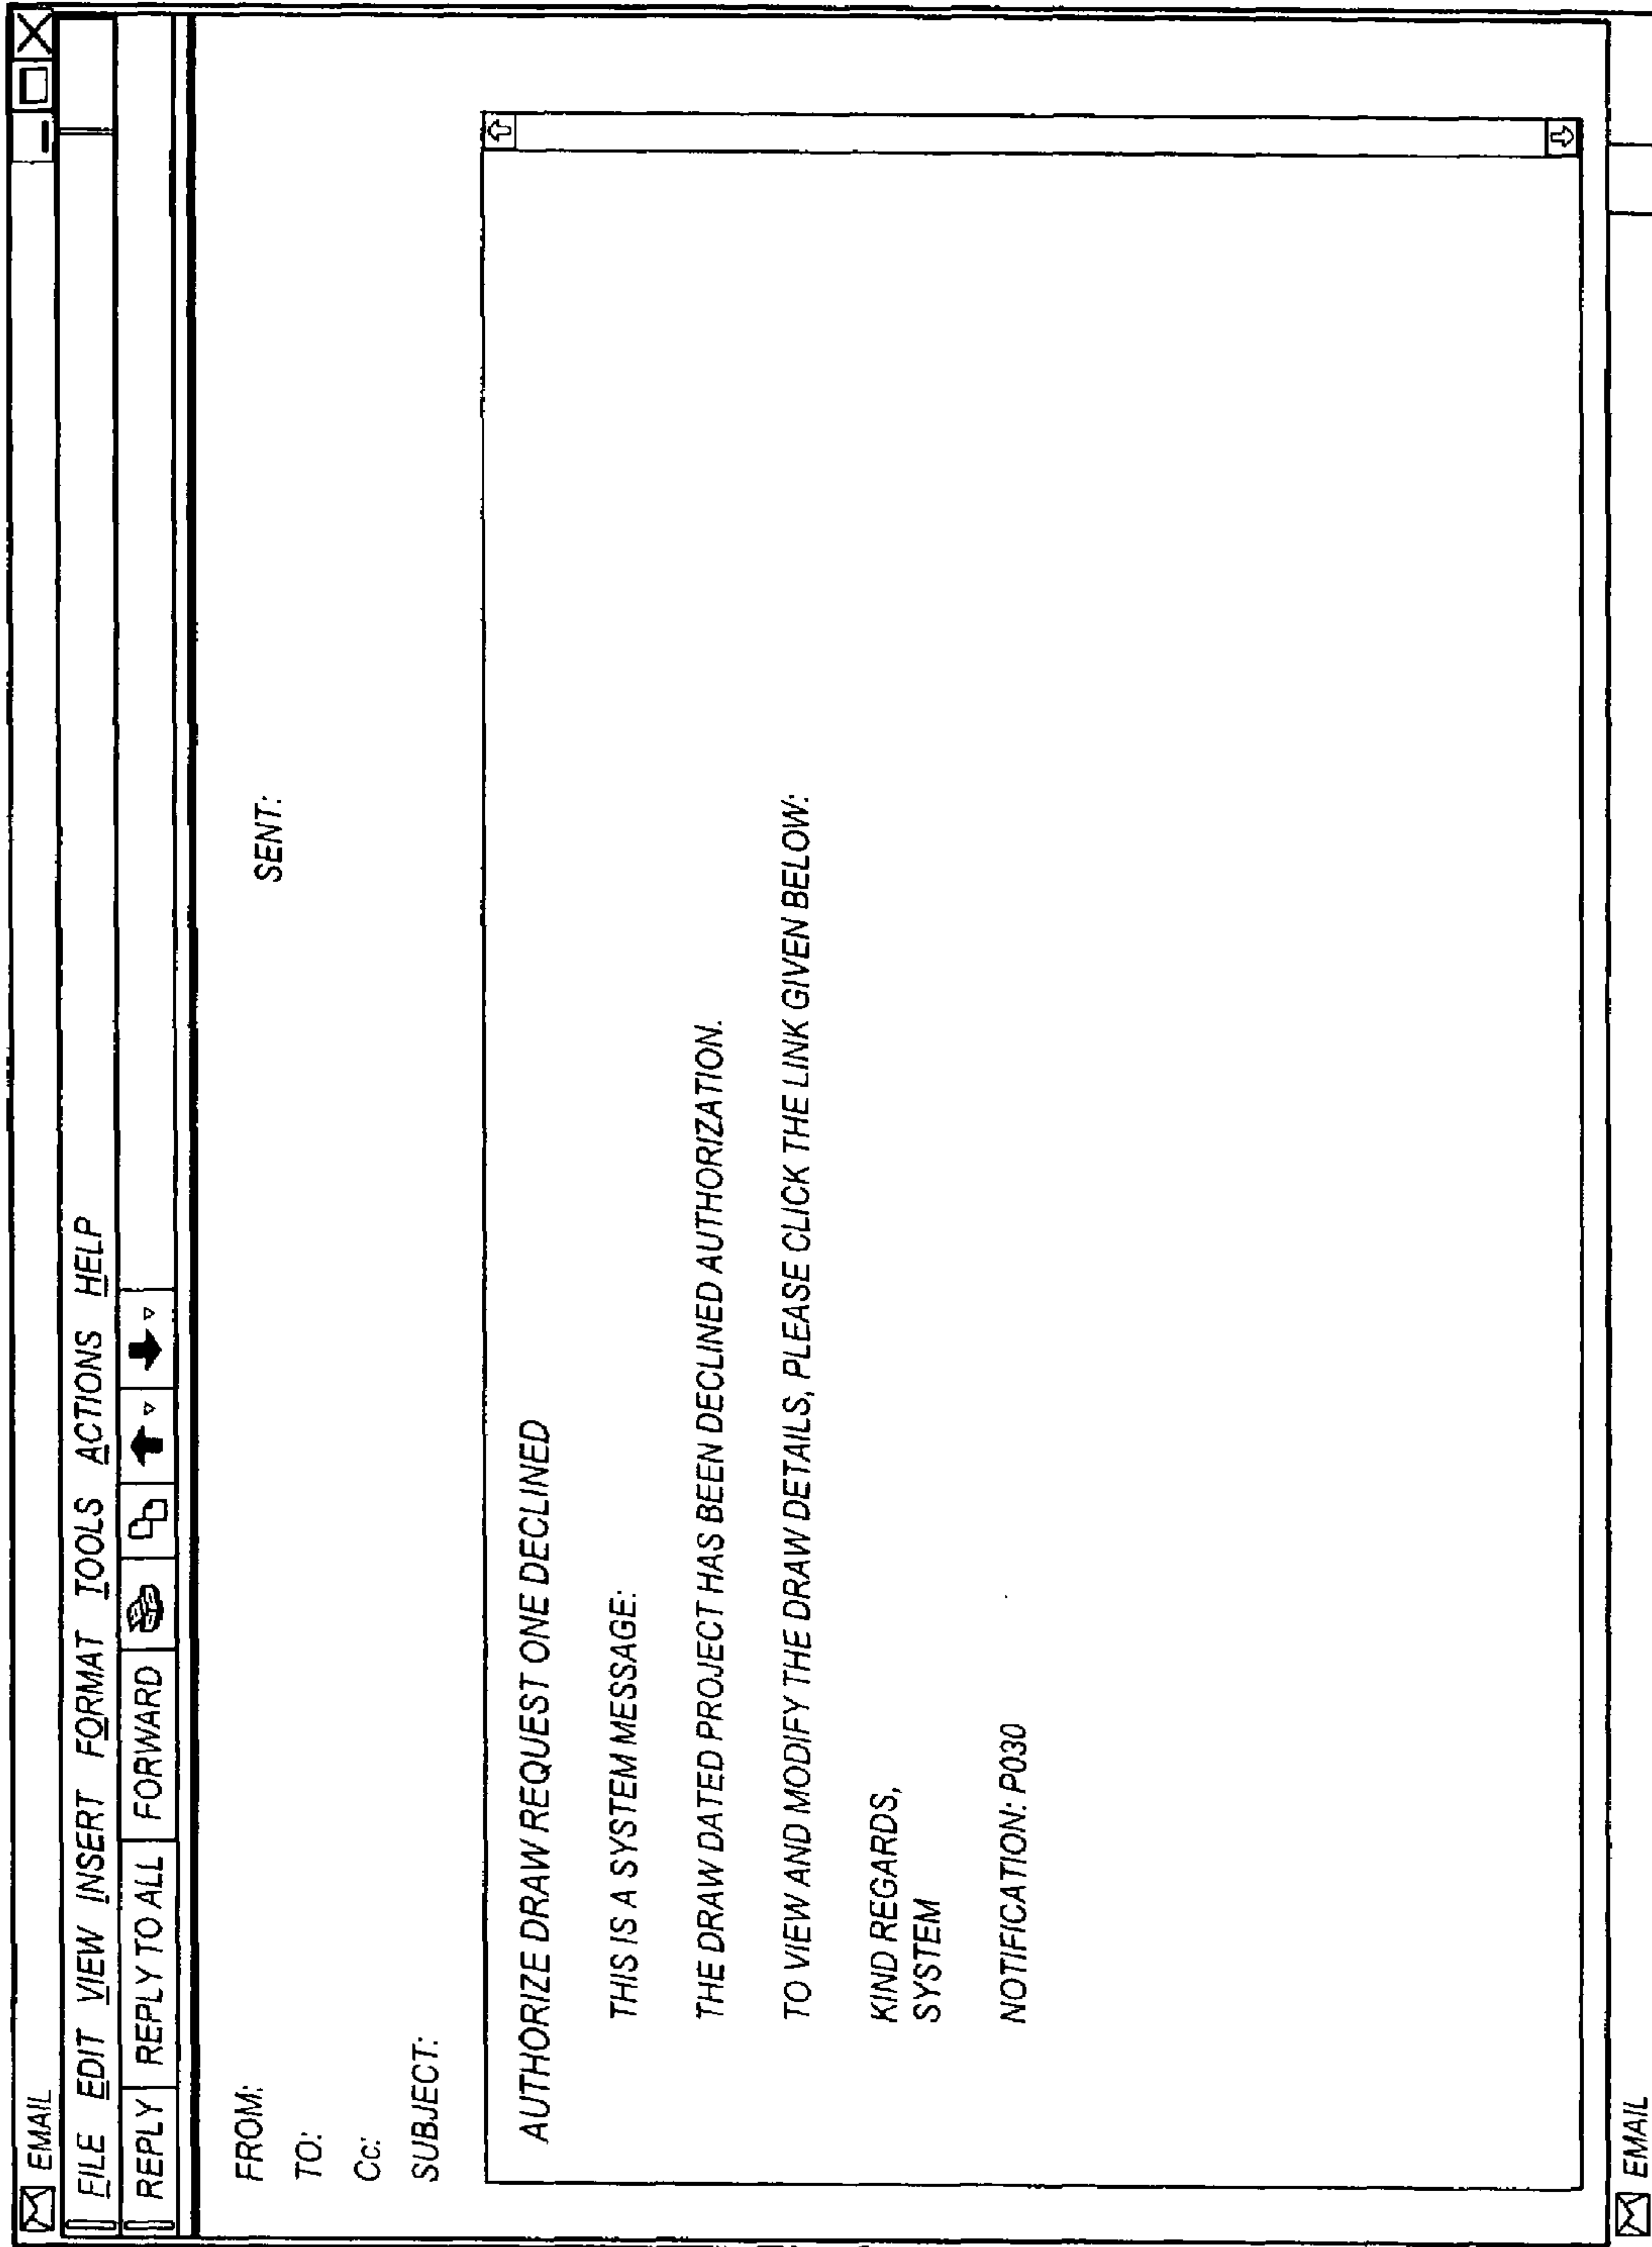 EMAIL
FILE EDIT VIEW INSERT FORMAT TOOLS ACTIONS HELP
REPLY REPLY TO ALL FORWARD
FROM: SENT:
TO:
Cc:
SUBJECT:
AUTHORIZE DRAW REQUEST ONE DECLINED
THIS IS A SYSTEM MESSAGE:
THE DRAW DATED PROJECT HAS BEEN DECLINED AUTHORIZATION.
TO VIEW AND MODIFY THE DRAW DETAILS, PLEASE CLICK THE LINK GIVEN BELOW:
KIND REGARDS,
SYSTEM
NOTIFICATION: P030
EMAIL